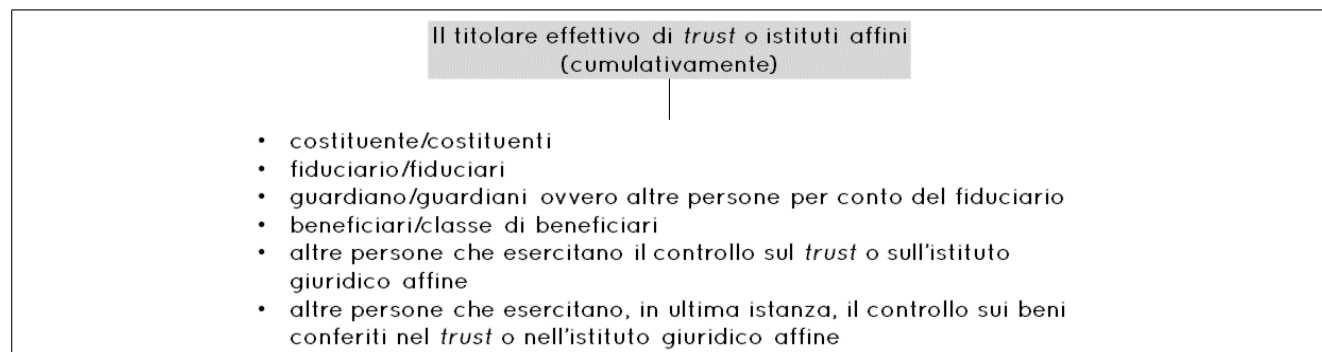 Il titolare effettivo di trust o istituti affini
(cumulativamente)
• costituente/costituenti
• fiduciario/fiduciari
• guardiano/guardiani ovvero altre persone per conto del fiduciario
• beneficiari/classe di beneficiari
• altre persone che esercitano il controllo sul trust o sull'istituto
giuridico affine
• altre persone che esercitano, in ultima istanza, il controllo sui beni
conferiti nel trust o nell'istituto giuridico affine